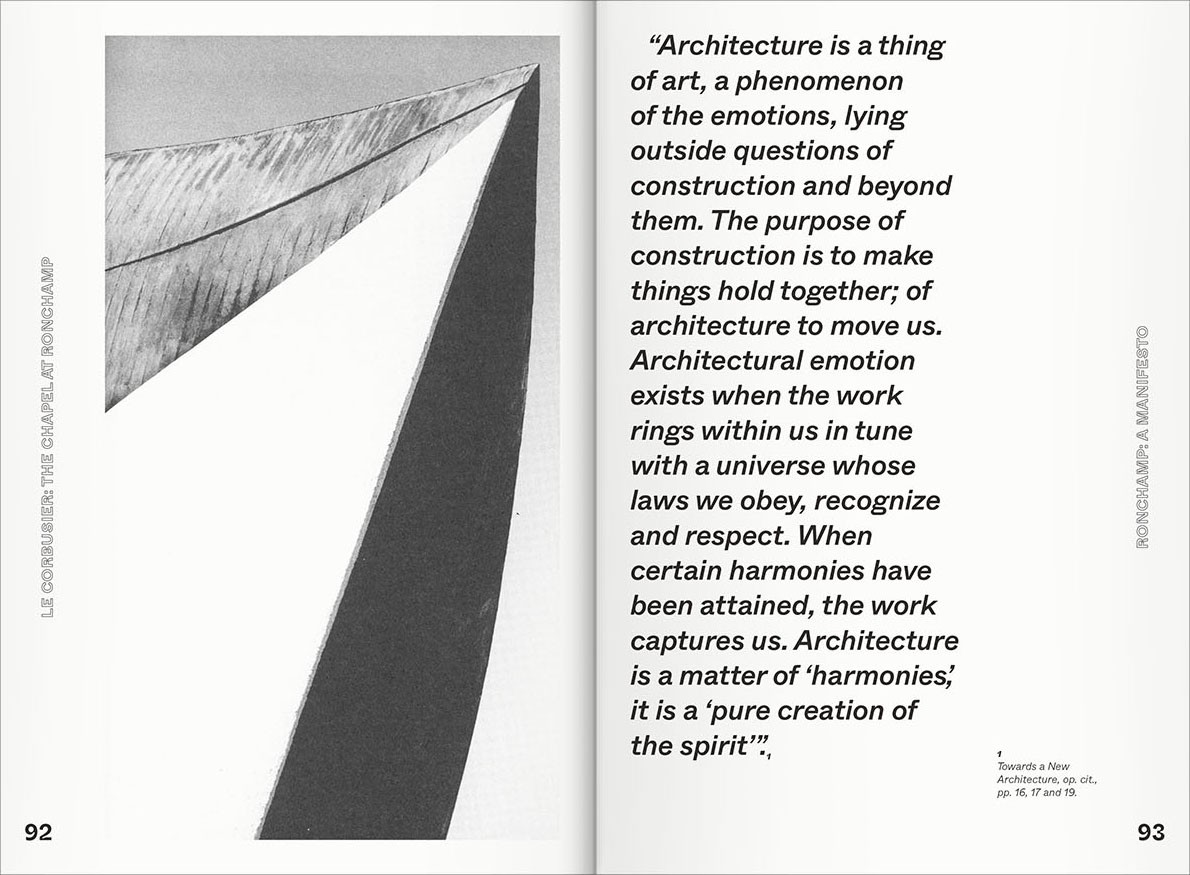 LE CORBUSIER: THE CHAPEL AT RONCHAMP
92
“Architecture is a thing
of art, a phenomenon
of the emotions, lying
outside questions of
construction and beyond
them. The purpose of
construction is to make
things hold together; of
architecture to move us.
Architectural emotion
exists when the work
rings within us in tune
with a universe whose
laws we obey, recognize
and respect. When
certain harmonies have
been attained, the work
captures us. Architecture
is a matter of ‘harmonies,’
it is a ‘pure creation of
the spirit’”.1
1
Towards a New
Architecture, op. cit.,
pp. 16, 17 and 19.
RONCHAMP: A MANIFESTO
93